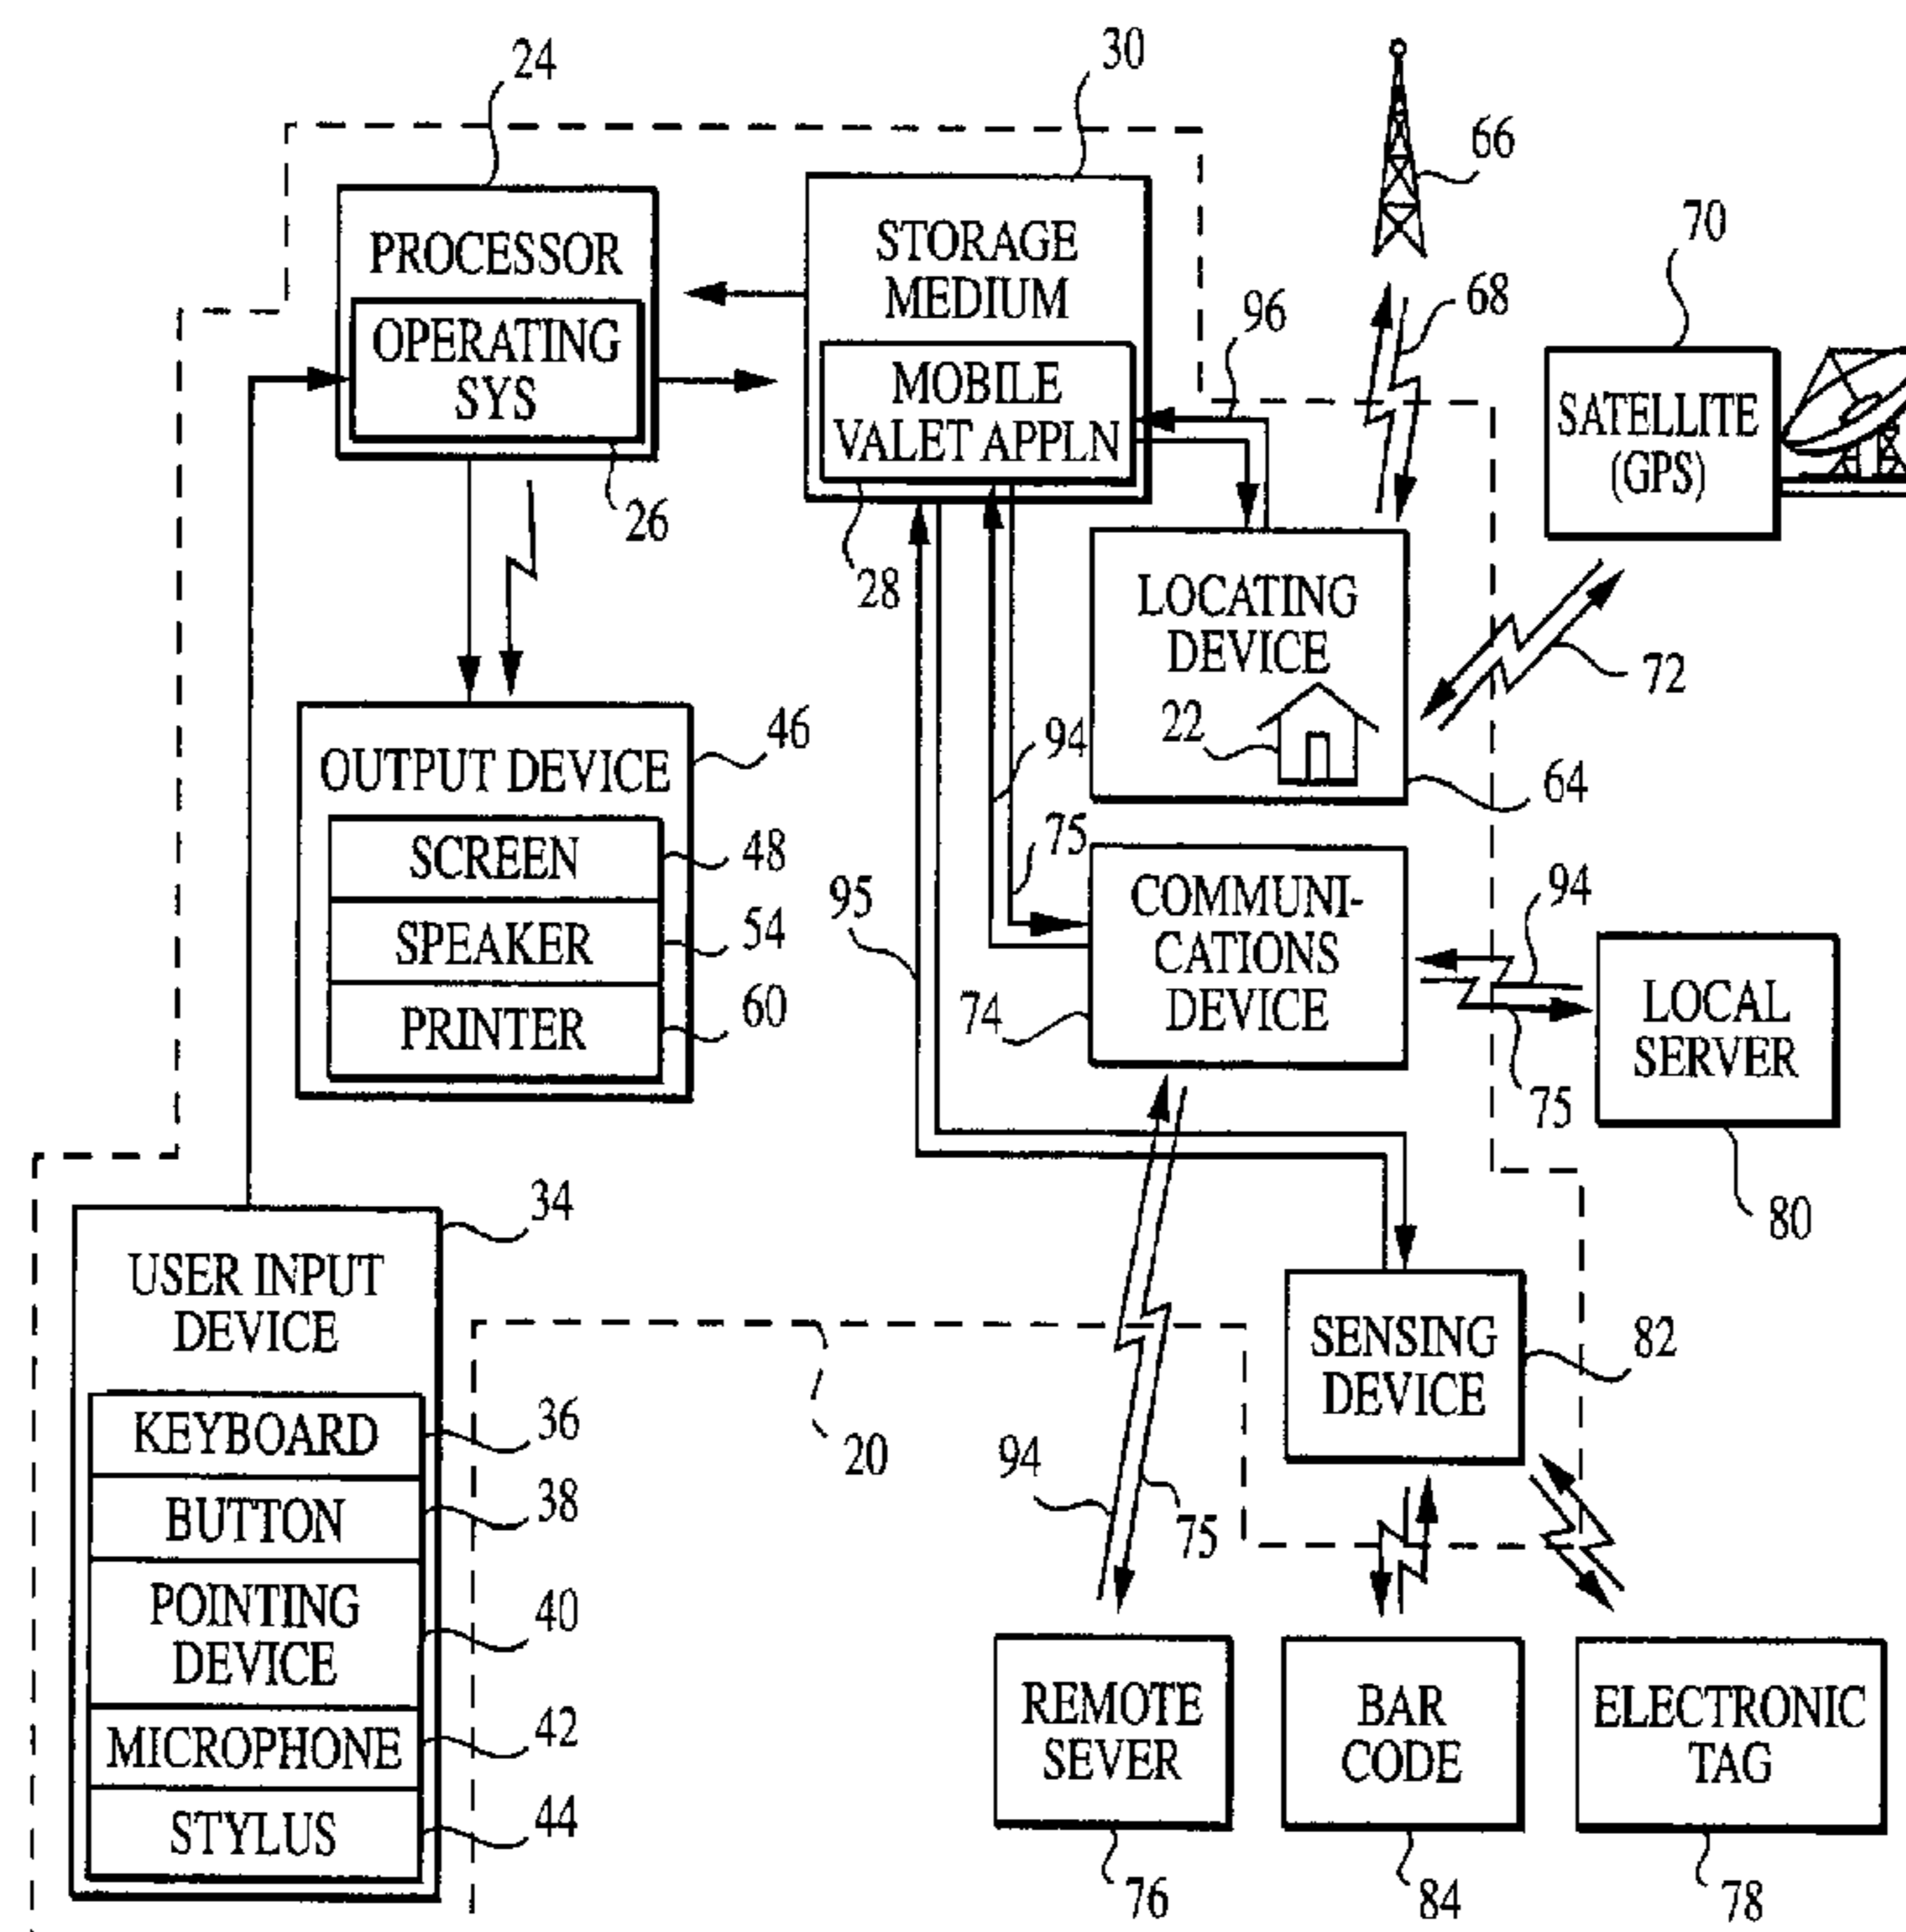 24
30
66
PROCESSOR
OPERATING
SYS
26
STORAGE
MEDIUM
MOBILE
VALET APPLN
28
96
68
70
SATELLITE
(GPS)
72
LOCATING
DEVICE
22
64
OUTPUT DEVICE
46
SCREEN
48
SPEAKER
54
PRINTER
60
94
75
95
COMMUNI-
CATIONS
DEVICE
74
94
75
LOCAL
SERVER
80
USER INPUT
DEVICE
34
KEYBOARD
36
BUTTON
38
POINTING
DEVICE
40
MICROPHONE
42
STYLUS
44
20
SENSING
DEVICE
82
94
75
REMOTE
SEVER
76
BAR
CODE
84
ELECTRONIC
TAG
78